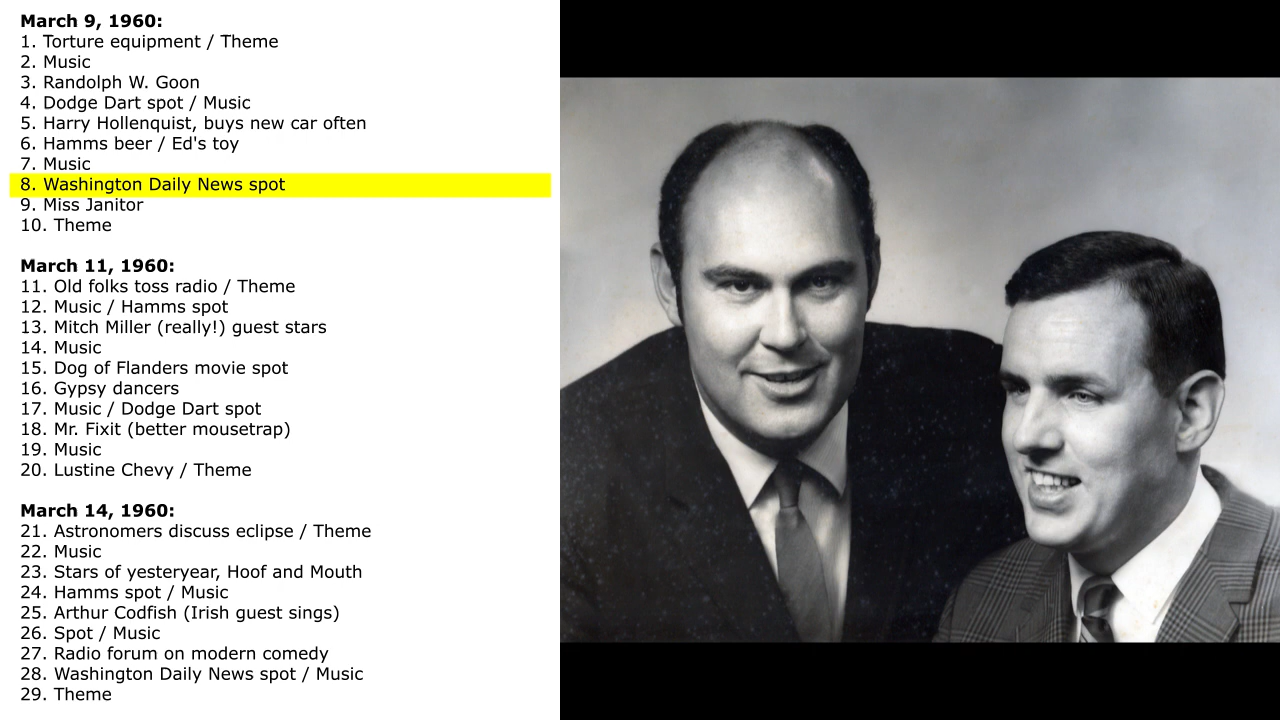 March 9, 1960:
1. Torture equipment / Theme
2. Music
3. Randolph W. Goon
4. Dodge Dart spot / Music
5. Harry Hollenquist, buys new car often
6. Hamms beer / Ed's toy
7. Music
8. Washington Daily News spot
9. Miss Janitor
10. Theme
March 11, 1960:
11. Old folks toss radio / Theme
12. Music / Hamms spot
13. Mitch Miller (really!) guest stars
14. Music
15. Dog of Flanders movie spot
16. Gypsy dancers
17. Music / Dodge Dart spot
18. Mr. Fixit (better mousetrap)
19. Music
20. Lustine Chevy / Theme
March 14, 1960:
21. Astronomers discuss eclipse / Theme
22. Music
23. Stars of yesteryear, Hoof and Mouth
24. Hamms spot / Music
25. Arthur Codfish (Irish guest sings)
26. Spot / Music
27. Radio forum on modern comedy
28. Washington Daily News spot / Music
29. Theme